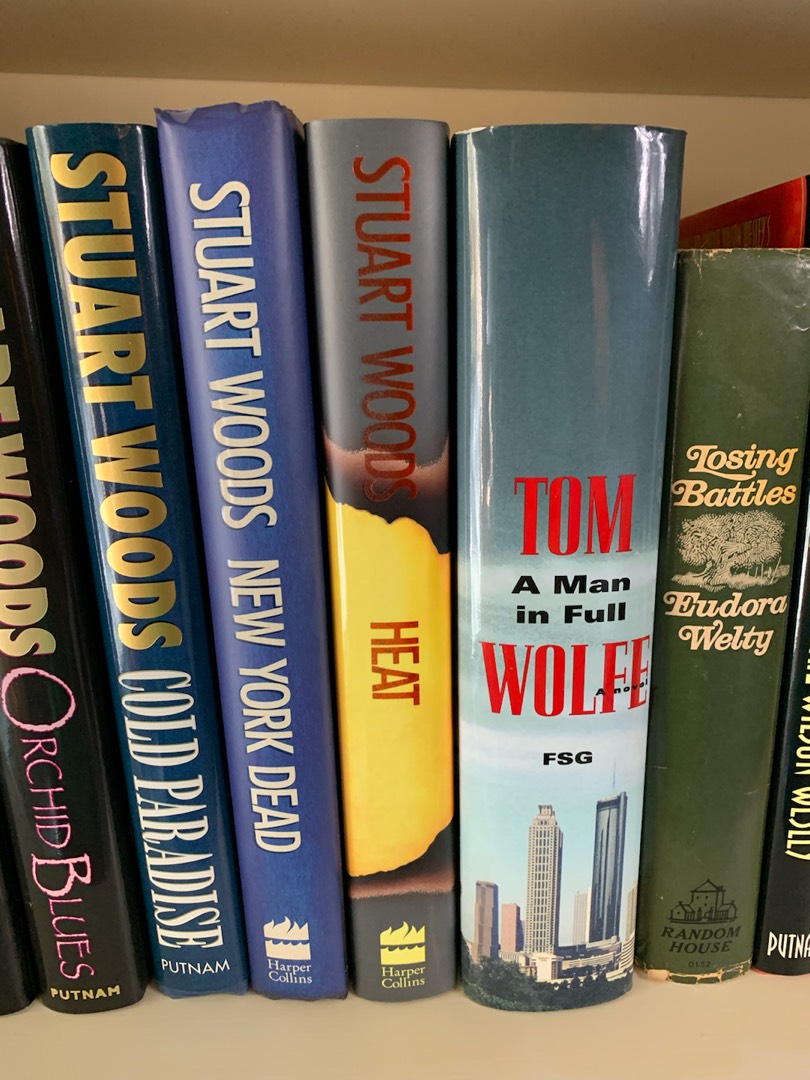 WOODS
ORCHID BLUES
PUTNAM
STUART WOODS
COLD PARADISE
PUTNAM
STUART WOODS
NEW YORK DEAD
Harper
Collins
STUART WOODS
HEAT
Harper
Collins
TOM
A Man
in Full
WOLFE
A novel
FSG
Losing
Battles
Eudora
Welty
RANDOM
HOUSE
0152